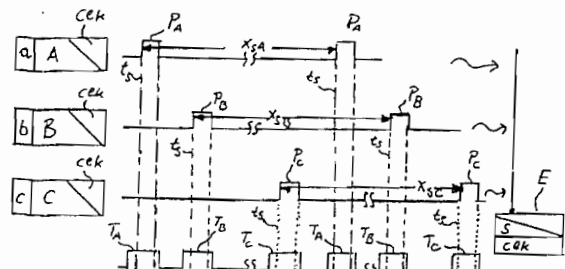 cek P_A P_A
a A X_SA
t_s t_s
cek P_B P_B
b B X_SB
t_s t_s
cek P_C P_C
c C X_SC
t_s t_s E
T_A T_B T_C T_A T_B T_C S
cek